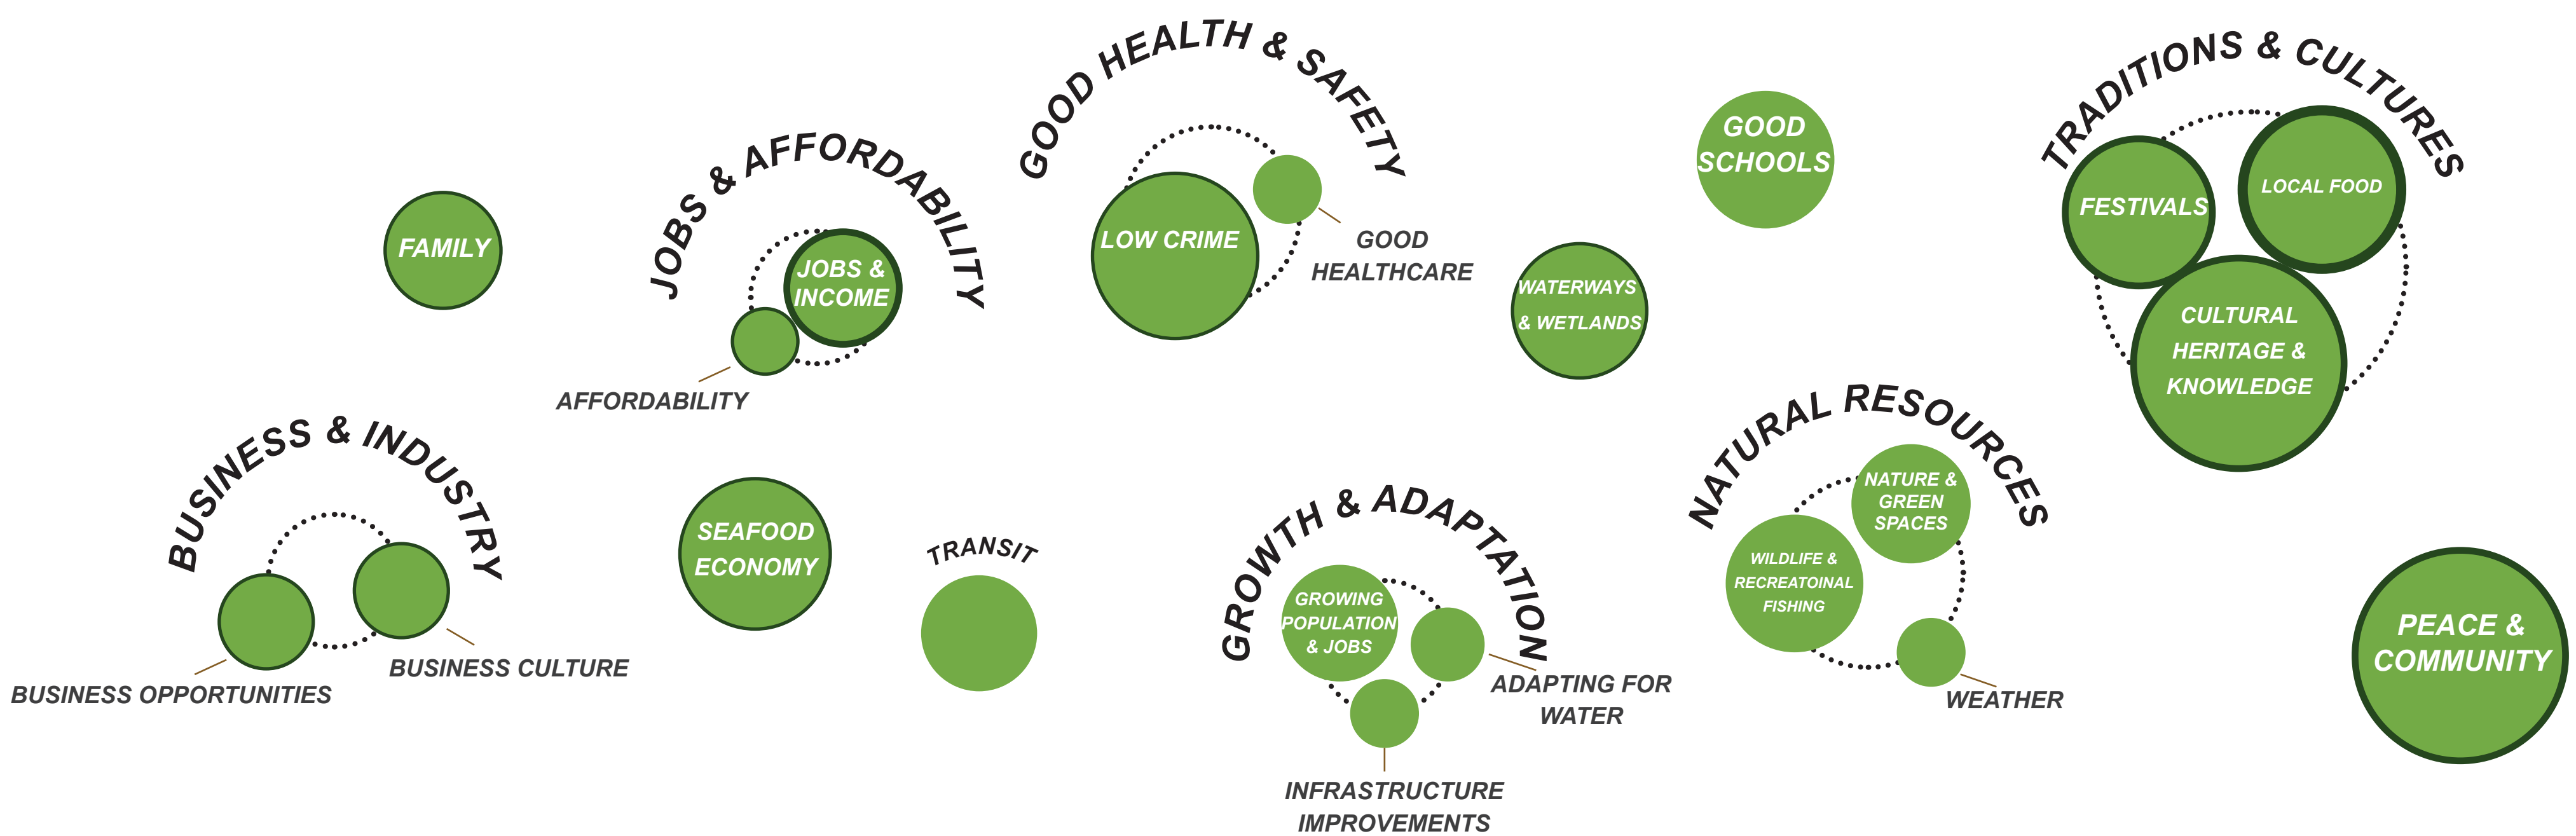 FAMILY
JOBS & AFFORDABILITY
JOBS &
INCOME
AFFORDABILITY
GOOD HEALTH & SAFETY
LOW CRIME
GOOD
HEALTHCARE
GOOD
SCHOOLS
WATERWAYS
& WETLANDS
TRADITIONS & CULTURES
FESTIVALS
LOCAL FOOD
CULTURAL
HERITAGE &
KNOWLEDGE
BUSINESS & INDUSTRY
BUSINESS OPPORTUNITIES
BUSINESS CULTURE
SEAFOOD
ECONOMY
TRANSIT
GROWTH & ADAPTATION
GROWING
POPULATION
& JOBS
ADAPTING FOR
WATER
INFRASTRUCTURE
IMPROVEMENTS
NATURAL RESOURCES
NATURE &
GREEN
SPACES
WILDLIFE &
RECREATOINAL
FISHING
WEATHER
PEACE &
COMMUNITY